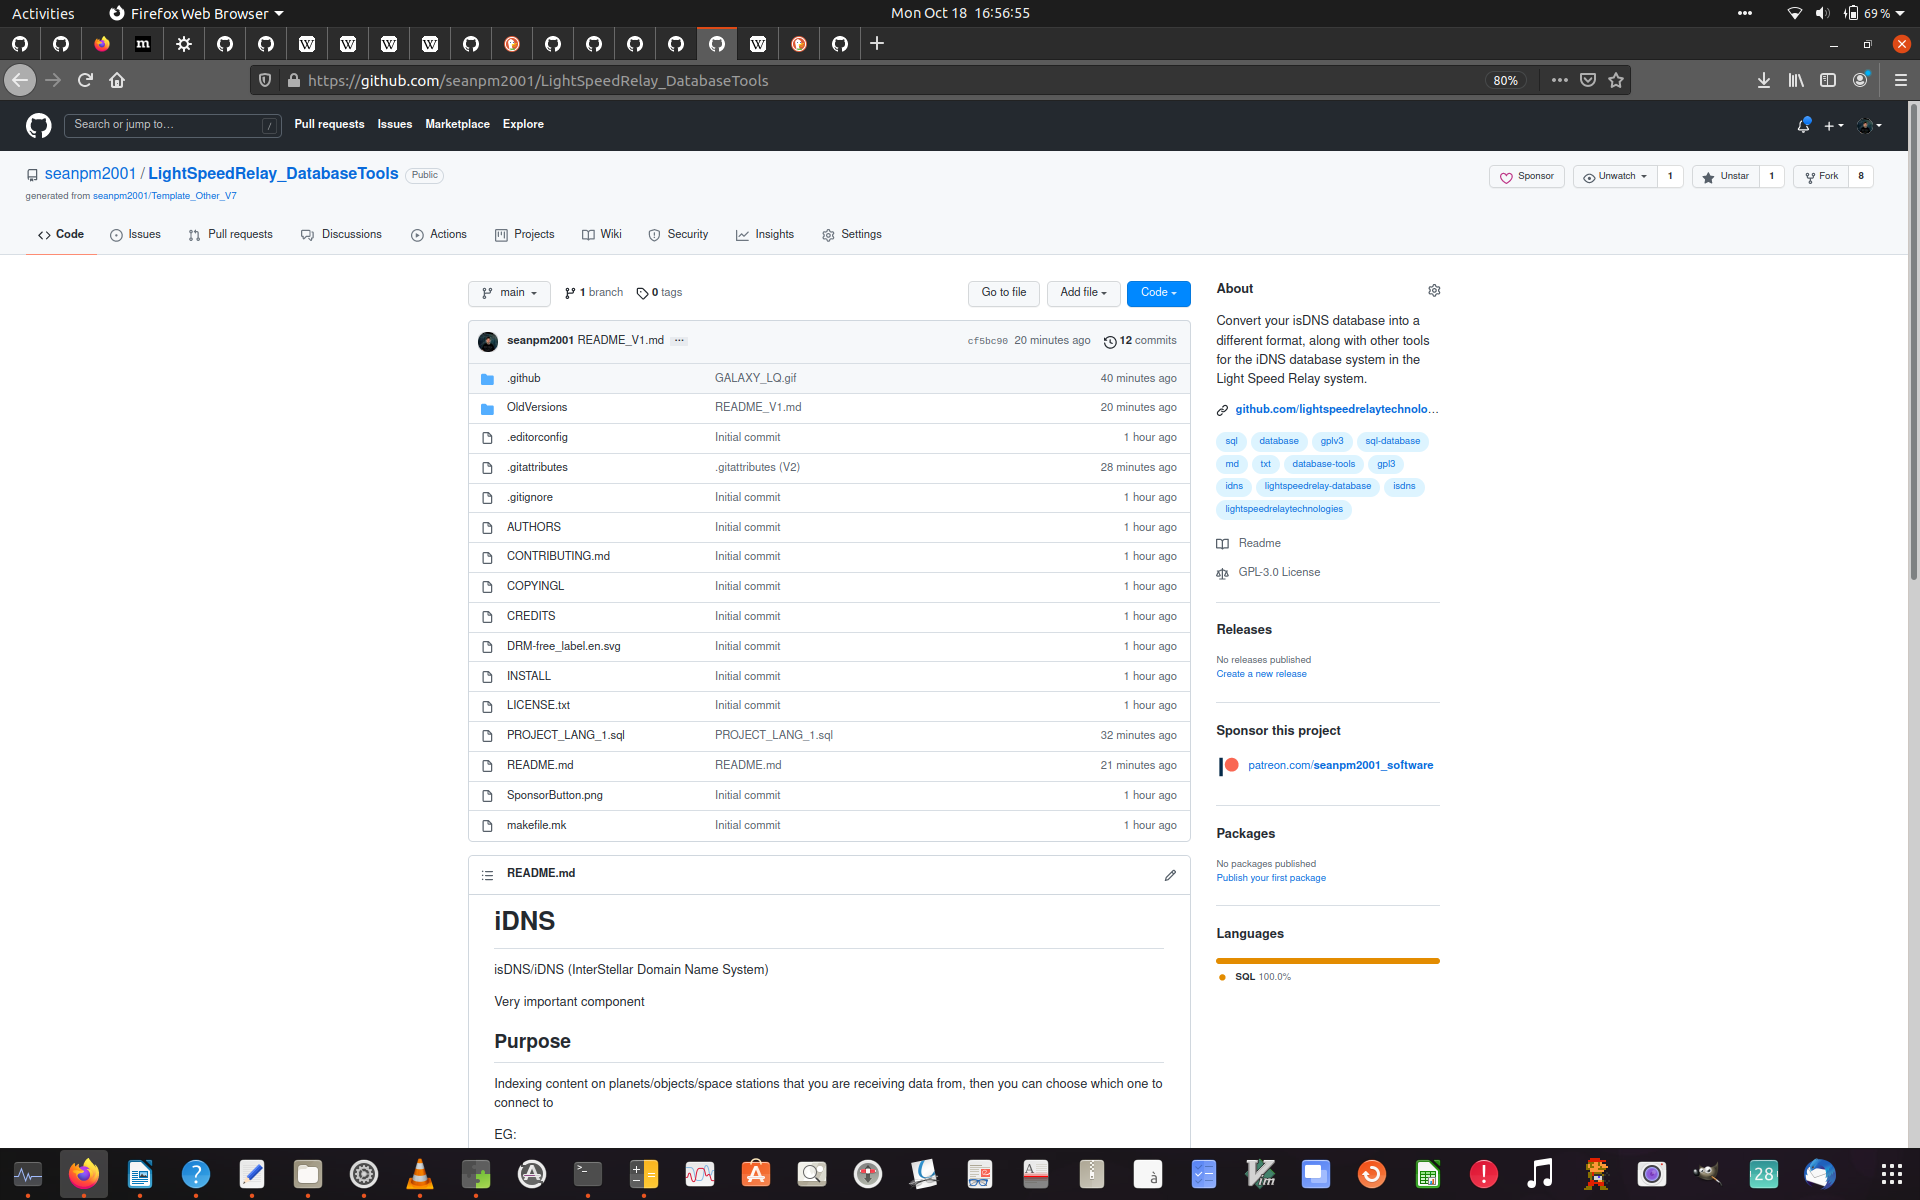 Activities
Firefox Web Browser
Mon Oct 18 16:56:55
69 %
https://github.com/seanpm2001/LightSpeedRelay_DatabaseTools
80%
Search or jump to…
/
Pull requests
Issues
Marketplace
Explore
seanpm2001 / LightSpeedRelay_DatabaseTools
Public
generated from seanpm2001/Template_Other_V7
Sponsor
Unwatch
1
Unstar
1
Fork
8
Code
Issues
Pull requests
Discussions
Actions
Projects
Wiki
Security
Insights
Settings
main
1 branch
0 tags
Go to file
Add file
Code
seanpm2001 README_V1.md
cf5bc90 20 minutes ago
12 commits
.github GALAXY_LQ.gif 40 minutes ago
OldVersions README_V1.md 20 minutes ago
.editorconfig Initial commit 1 hour ago
.gitattributes .gitattributes (V2) 28 minutes ago
.gitignore Initial commit 1 hour ago
AUTHORS Initial commit 1 hour ago
CONTRIBUTING.md Initial commit 1 hour ago
COPYINGL Initial commit 1 hour ago
CREDITS Initial commit 1 hour ago
DRM-free_label.en.svg Initial commit 1 hour ago
INSTALL Initial commit 1 hour ago
LICENSE.txt Initial commit 1 hour ago
PROJECT_LANG_1.sql PROJECT_LANG_1.sql 32 minutes ago
README.md README.md 21 minutes ago
SponsorButton.png Initial commit 1 hour ago
makefile.mk Initial commit 1 hour ago
README.md
iDNS
isDNS/iDNS (InterStellar Domain Name System)
Very important component
Purpose
Indexing content on planets/objects/space stations that you are receiving data from, then you can choose which one to
connect to
EG:
About
Convert your isDNS database into a
different format, along with other tools
for the iDNS database system in the
Light Speed Relay system.
github.com/lightspeedrelaytechnolo…
sql database gplv3 sql-database
md txt database-tools gpl3
idns lightspeedrelay-database isdns
lightspeedrelaytechnologies
Readme
GPL-3.0 License
Releases
No releases published
Create a new release
Sponsor this project
patreon.com/seanpm2001_software
Packages
No packages published
Publish your first package
Languages
SQL 100.0%
28